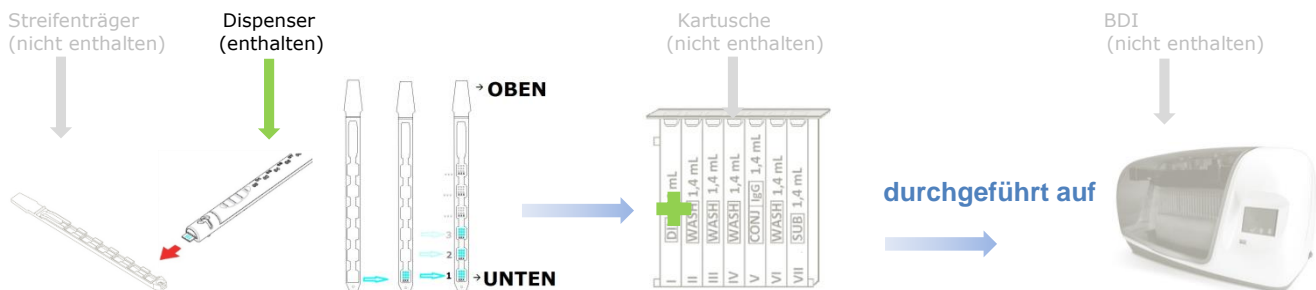 Streifenträger
(nicht enthalten)
Dispenser
(enthalten)
OBEN
3
2
1
UNTEN
Kartusche
(nicht enthalten)
mL
WASH 1,4 mL
WASH 1,4 mL
WASH 1,4 mL
CONJ IgG 1,4 mL
WASH 1,4 mL
SUB 1,4 mL
I
II
III
IV
V
VI
VII
durchgeführt auf
BDI
(nicht enthalten)